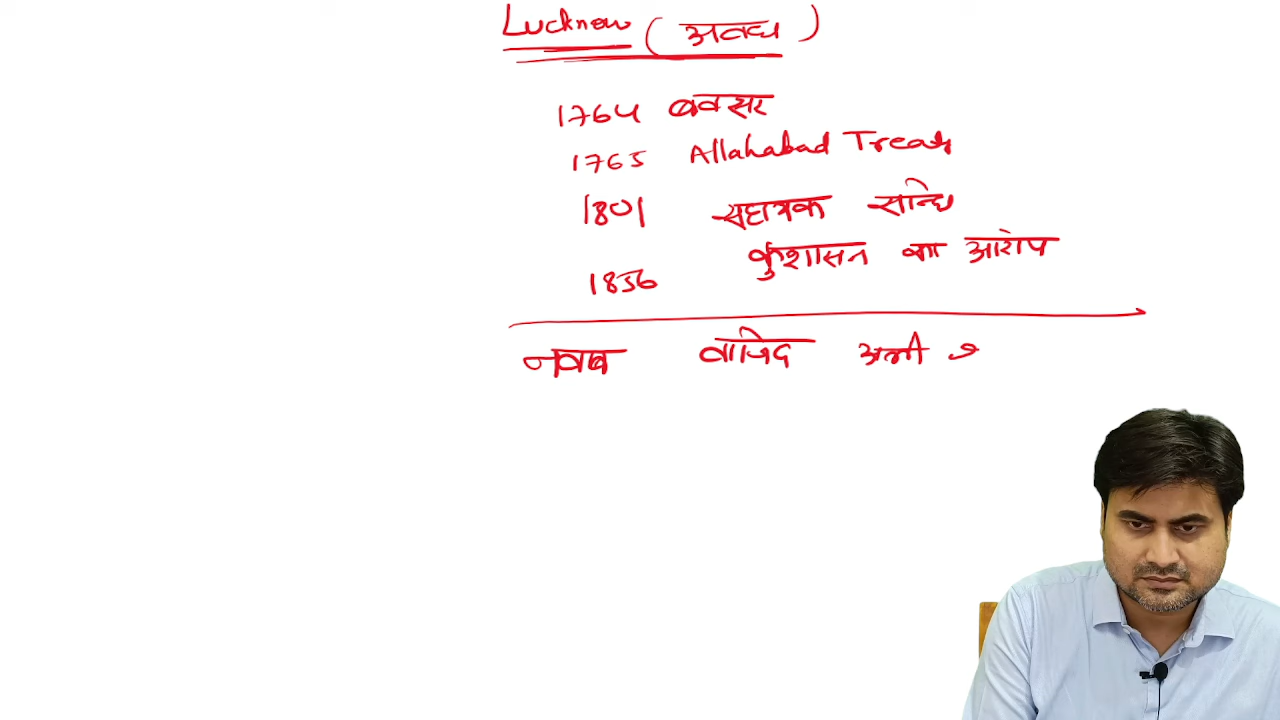 Lucknow (अवध)
1764 बक्सर
1765 Allahabad Treaty
1801 सहायक सन्धि
1856 कुशासन का आरोप
नवाब वाजिद अली